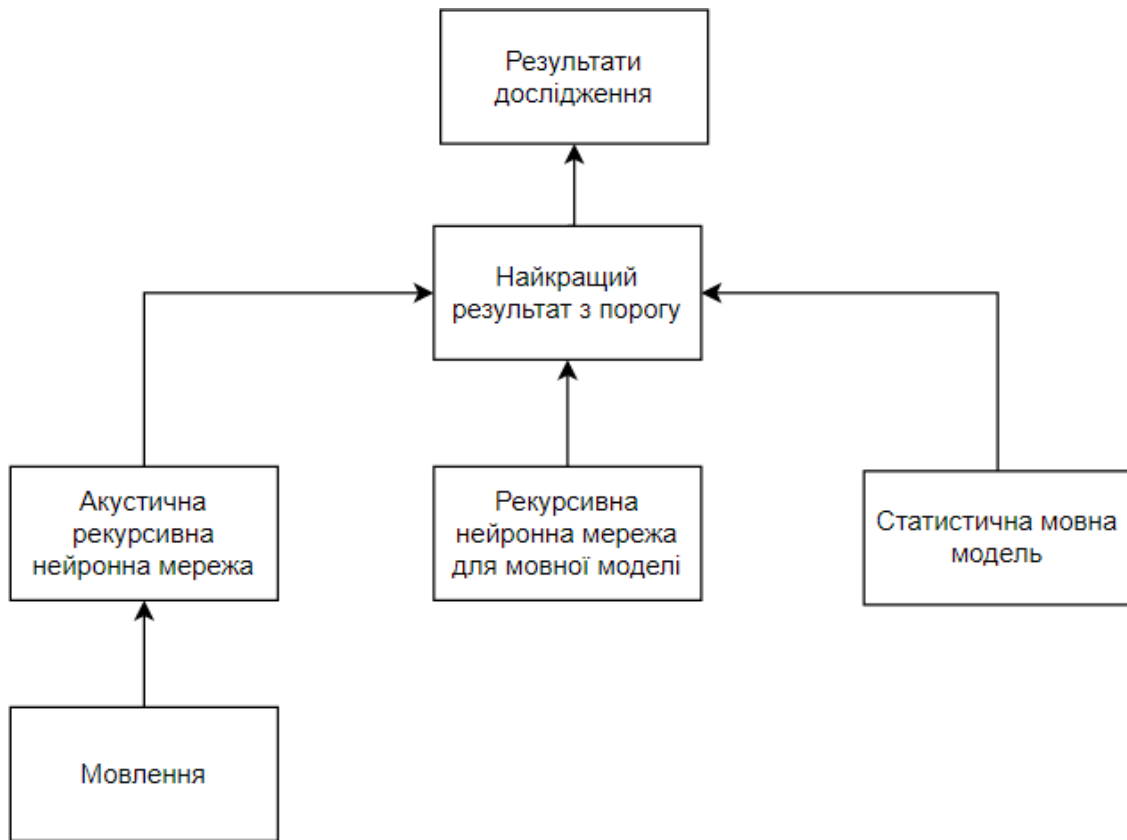 Результати
дослідження
Найкращий
результат з порогу
Акустична
рекурсивна
нейронна мережа
Рекурсивна
нейронна мережа
для мовної моделі
Статистична мовна
модель
Мовлення